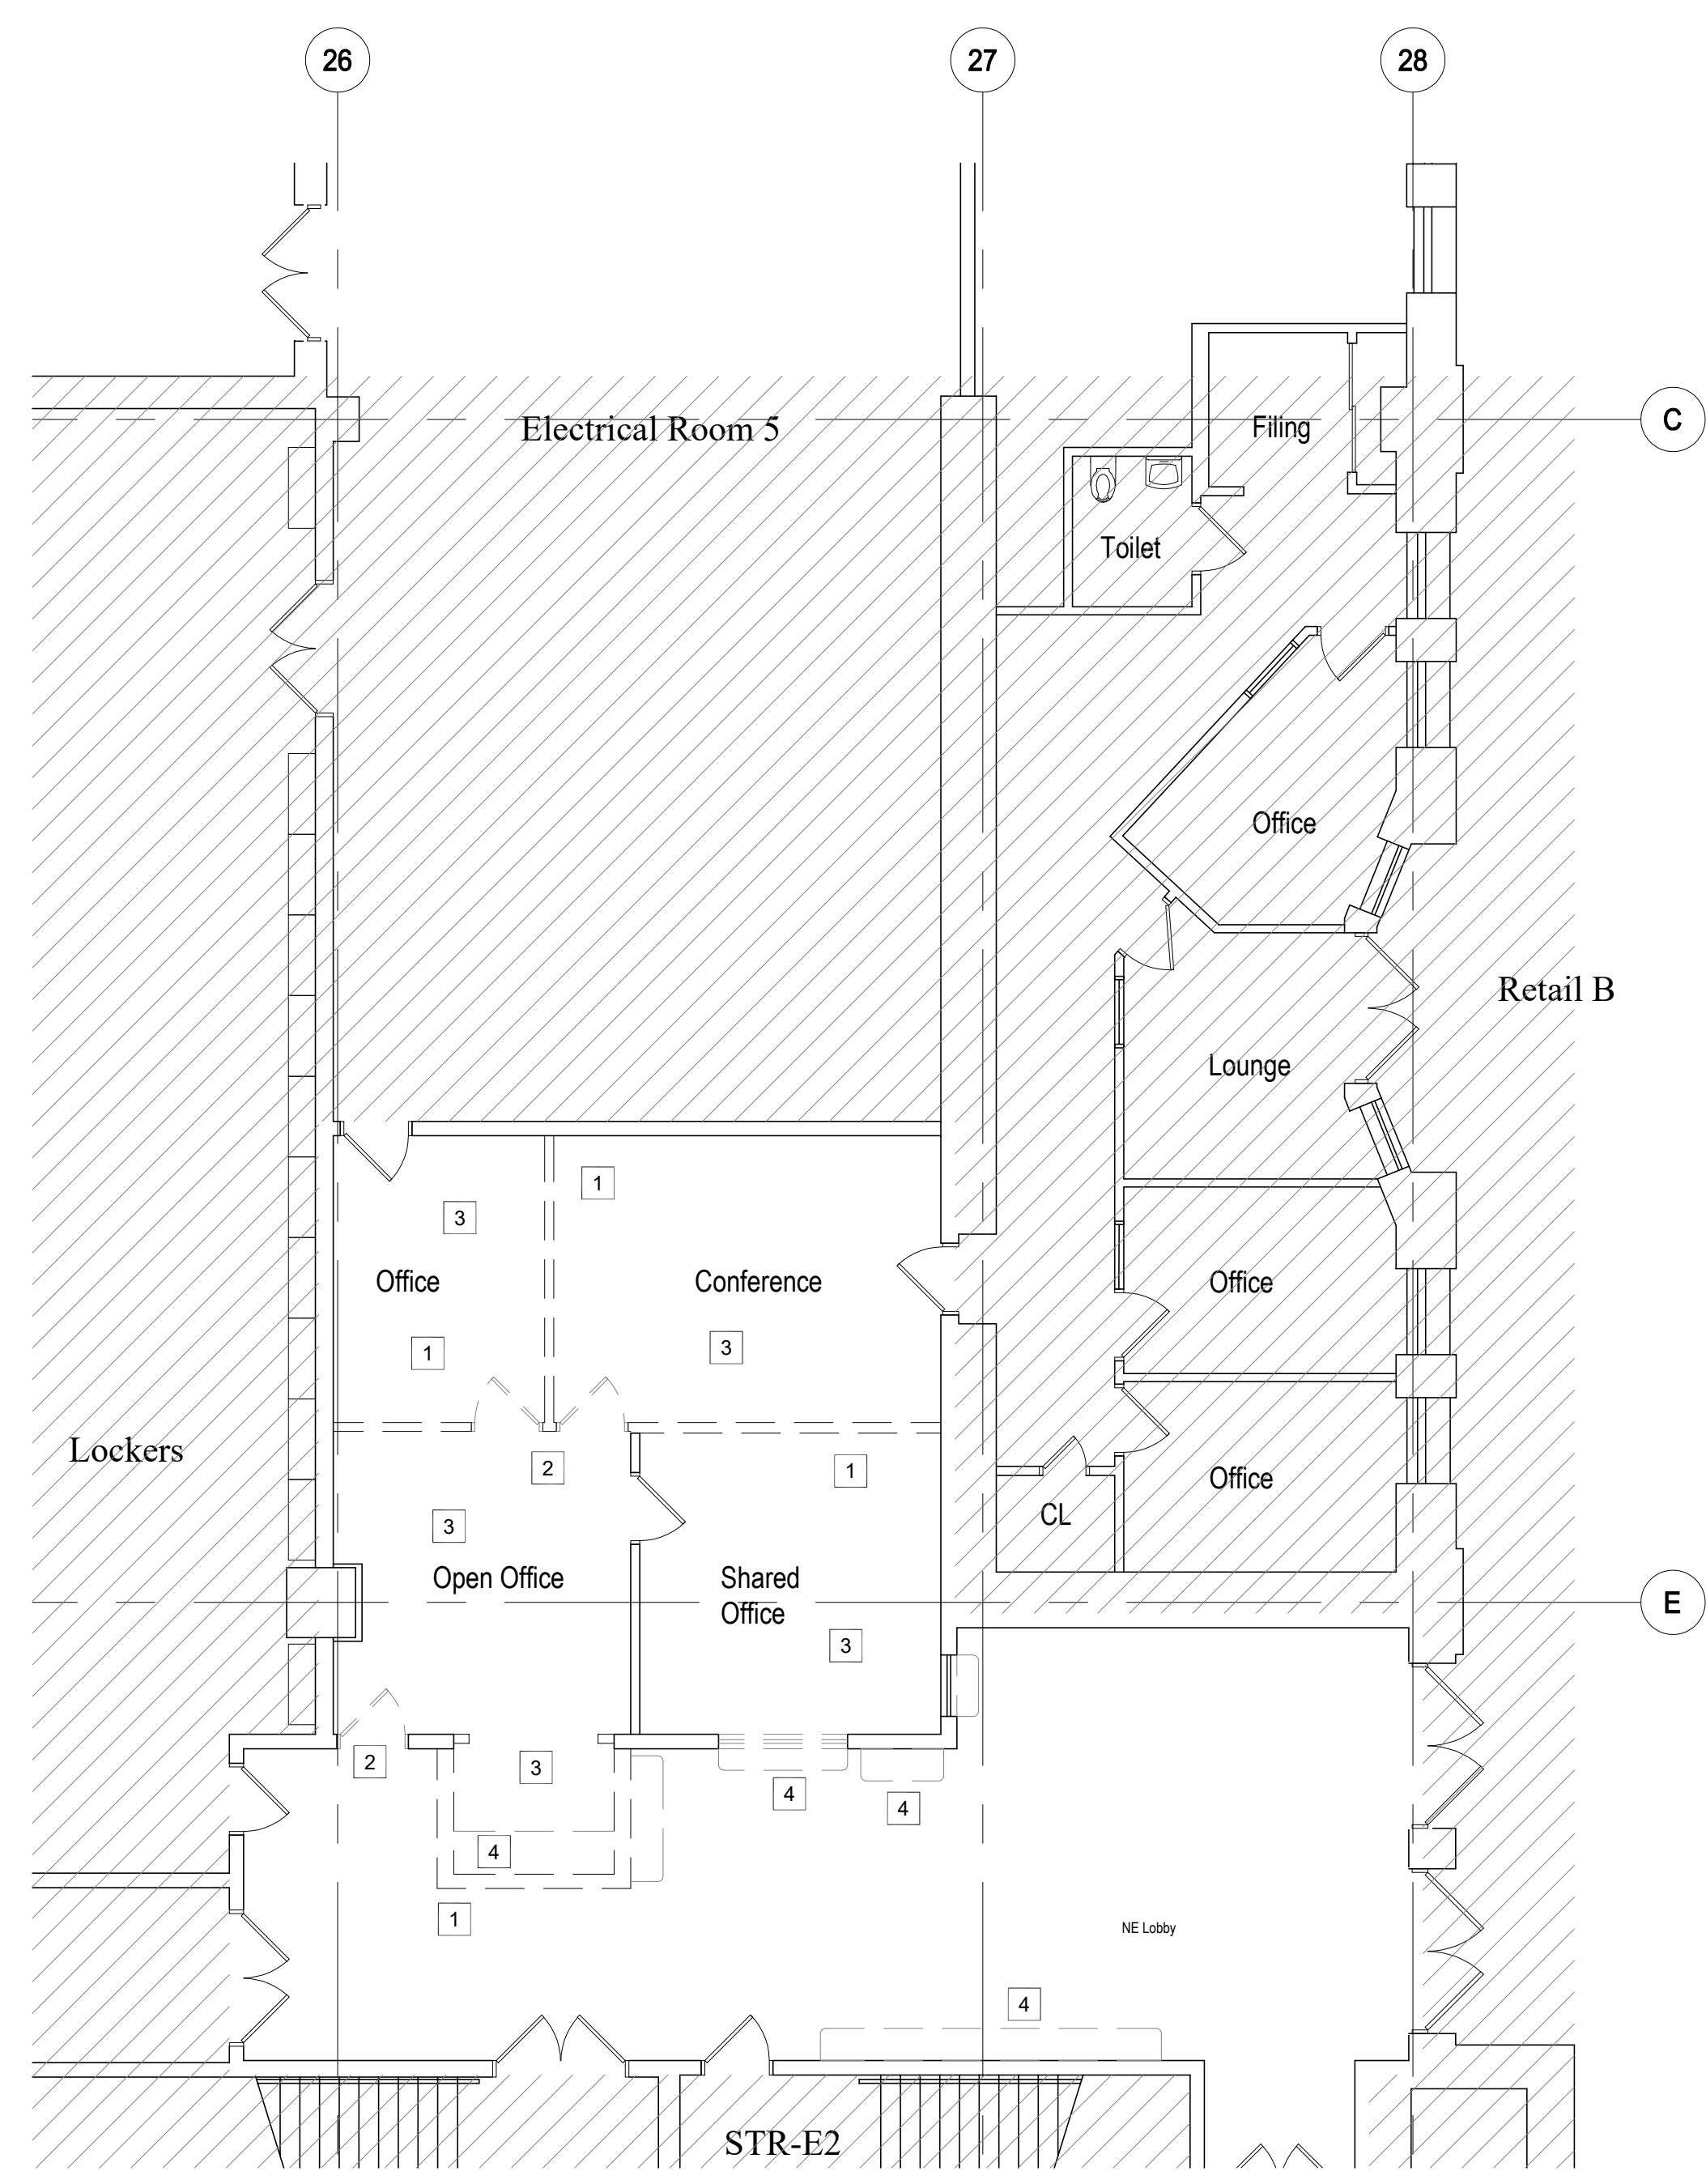 26
27
28
Electrical Room 5
Filing
C
Toilet
Office
Retail B
Lounge
1
3
Office
Conference
Office
3
1
Lockers
2
1
Office
3
CL
Open Office
Shared
Office
E
3
2
3
4
4
4
1
NE Lobby
4
STR-E2